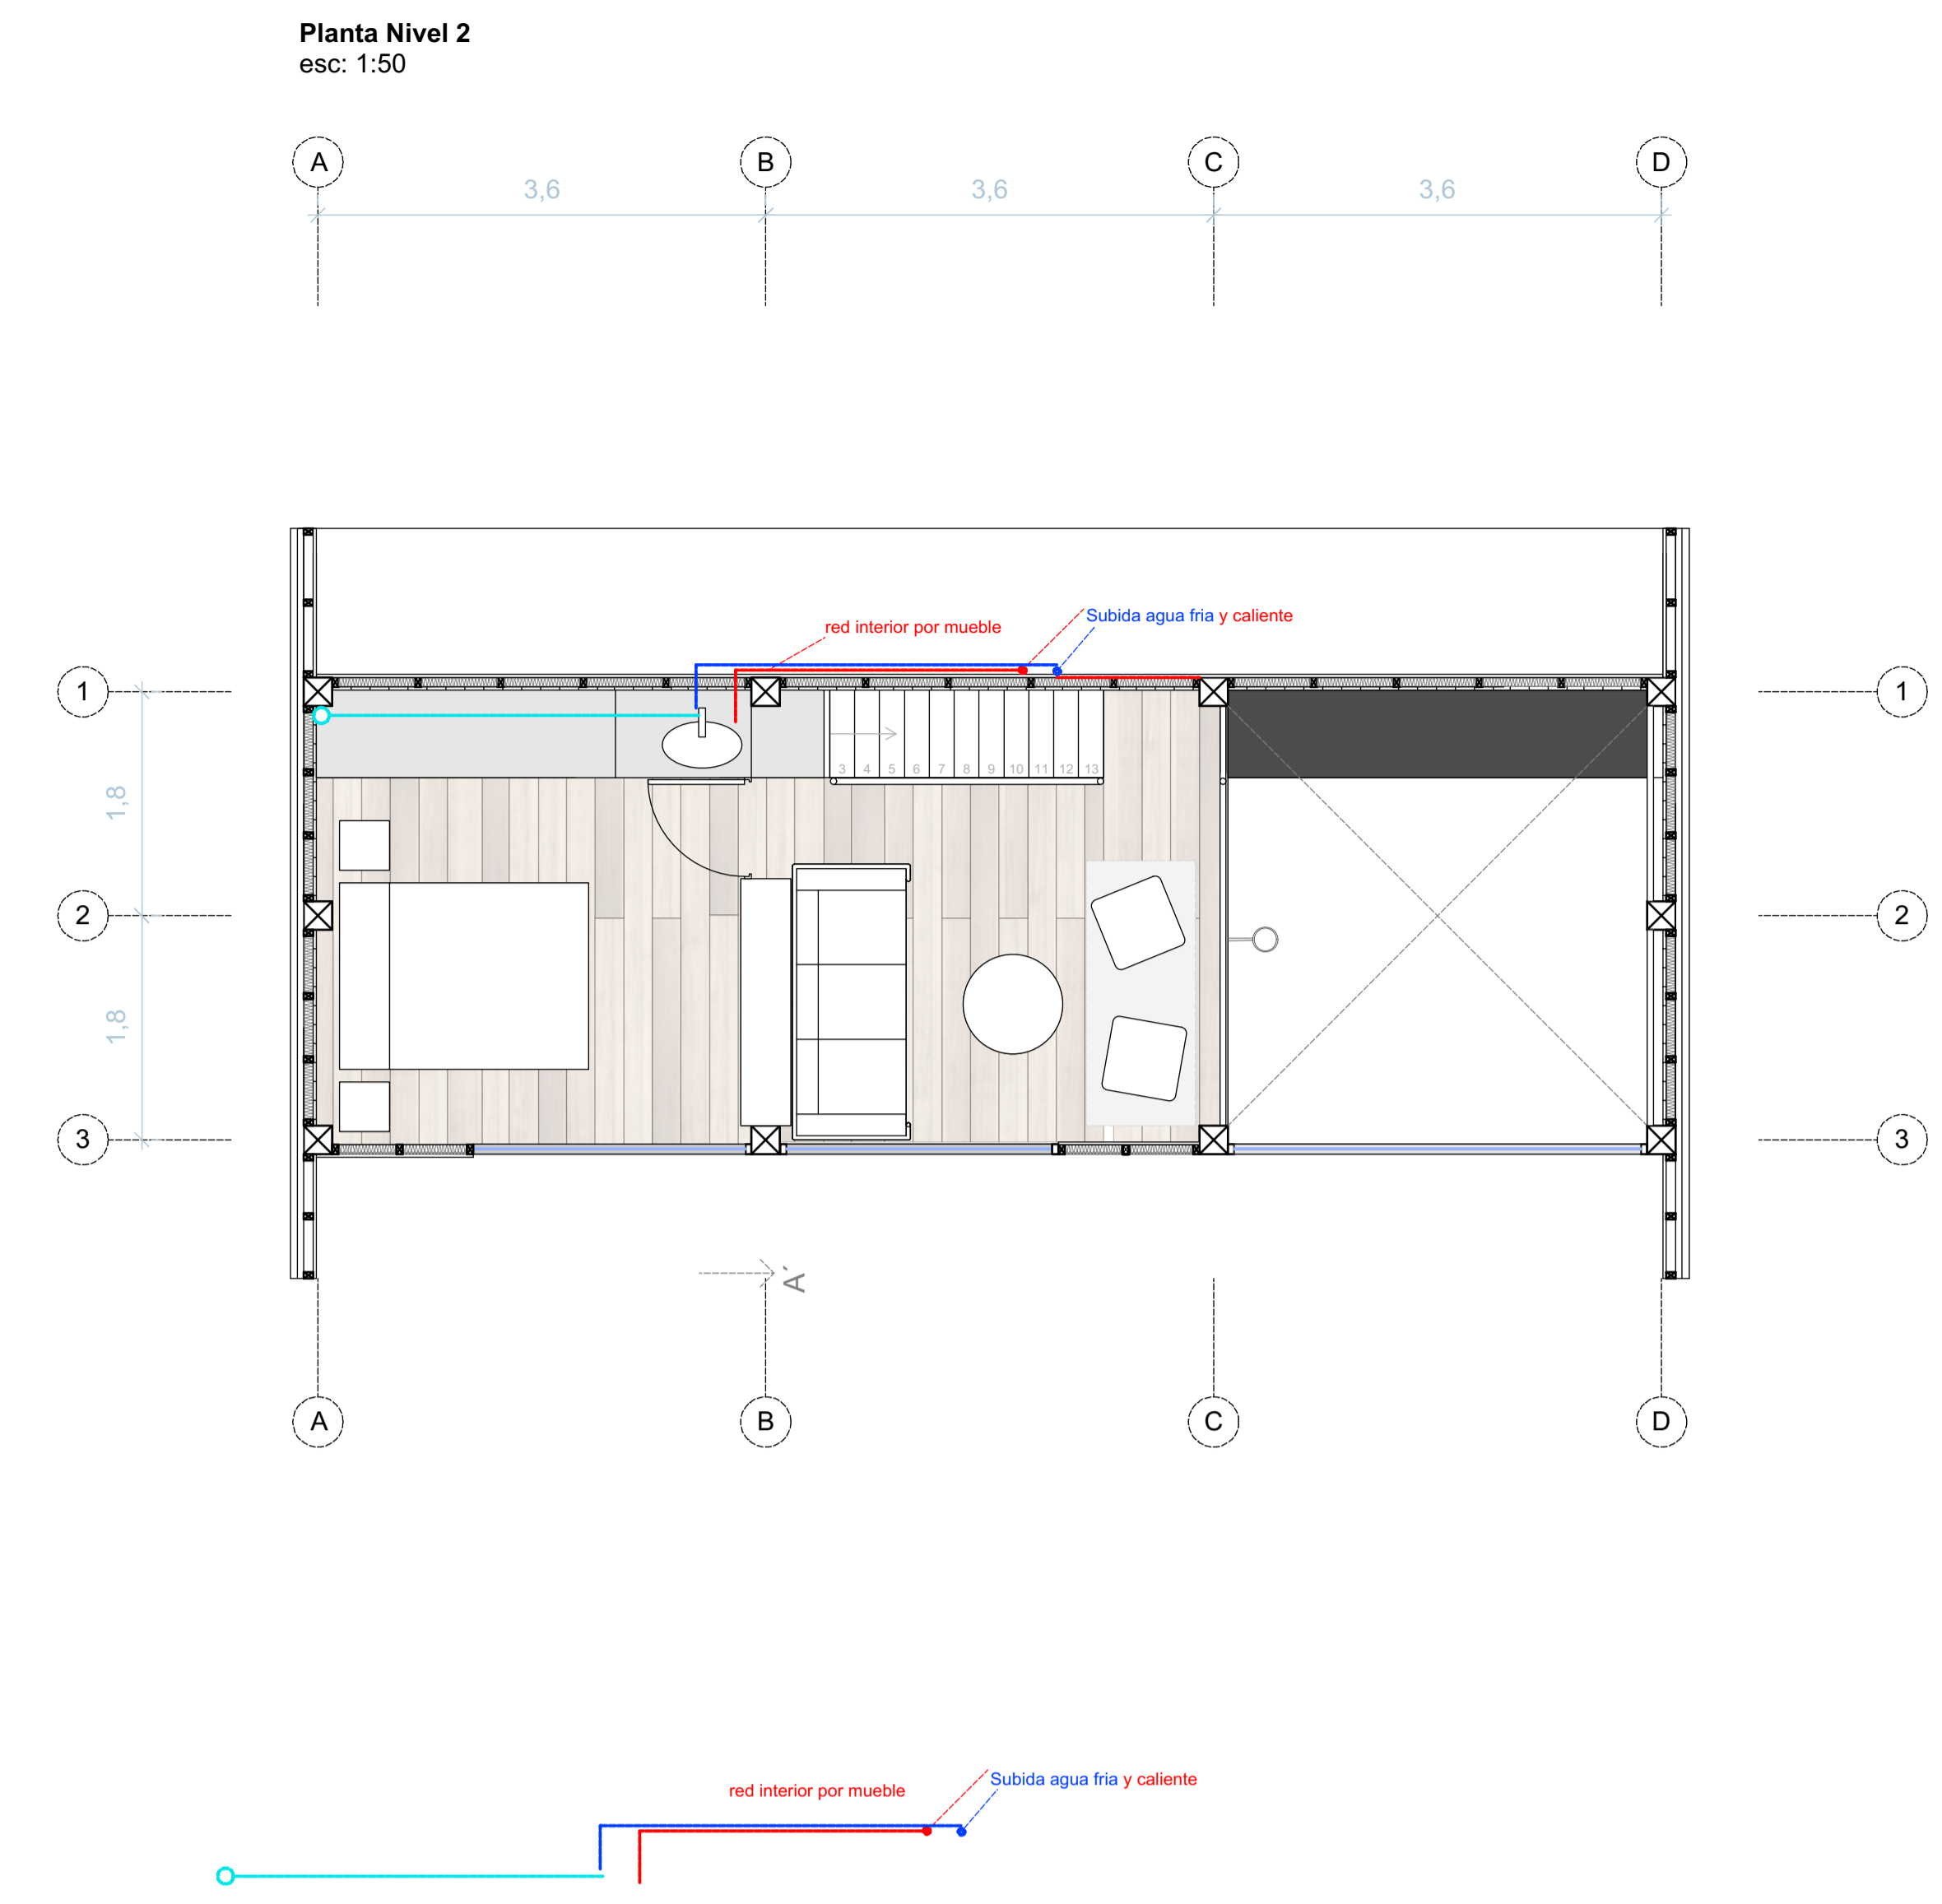 Planta Nivel 2
esc: 1:50
A B C D
3,6 3,6 3,6
Subida agua fria y caliente
red interior por mueble
1 1
3 4 5 6 7 8 9 10 11 12 13
1,8
2 2
1,8
3 3
A´
A B C D
Subida agua fria y caliente
red interior por mueble